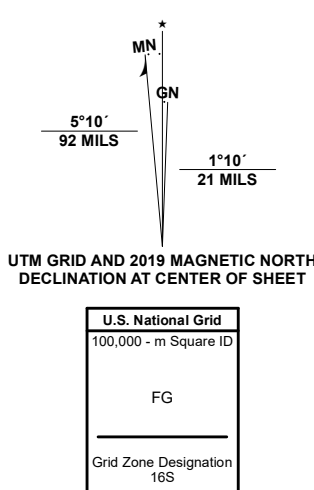 ★
MN
GN
5°10´
92 MILS
1°10´
21 MILS
UTM GRID AND 2019 MAGNETIC NORTH
DECLINATION AT CENTER OF SHEET
U.S. National Grid
100,000 - m Square ID
FG
Grid Zone Designation
16S